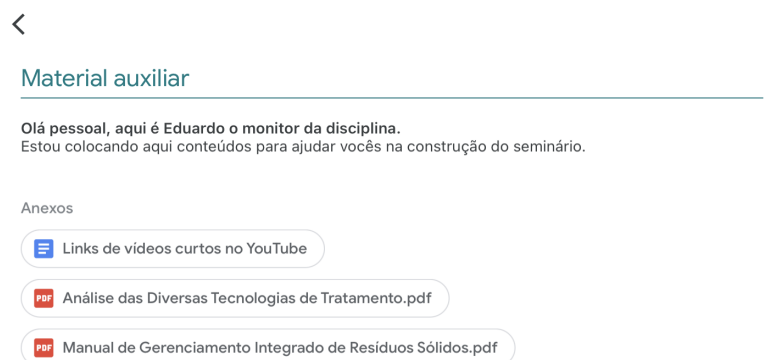 Material auxiliar
Olá pessoal, aqui é Eduardo o monitor da disciplina.
Estou colocando aqui conteúdos para ajudar vocês na construção do seminário.
Anexos
Links de vídeos curtos no YouTube
PDF Análise das Diversas Tecnologias de Tratamento.pdf
PDF Manual de Gerenciamento Integrado de Resíduos Sólidos.pdf